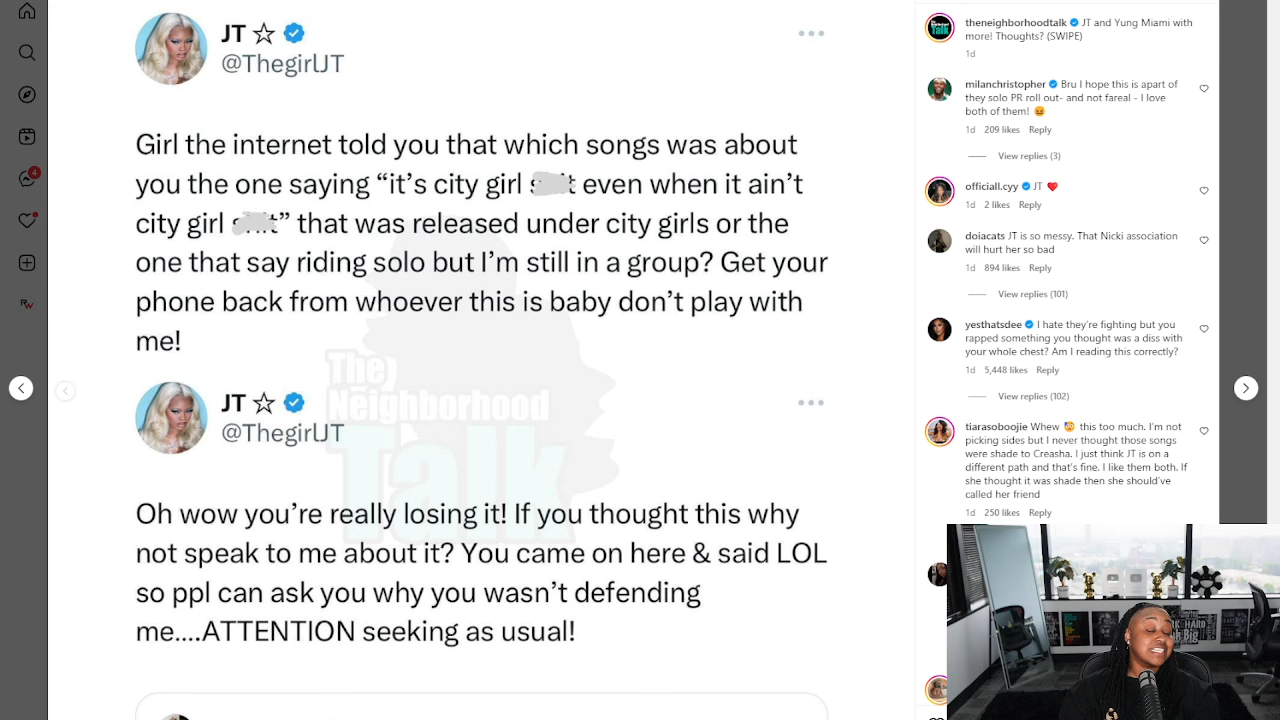 JT ☆
@ThegirlJT
Girl the internet told you that which songs was about
you the one saying “it’s city girl s t even when it ain’t
city girl” that was released under city girls or the
one that say riding solo but I’m still in a group? Get your
phone back from whoever this is baby don’t play with
me!
The
Neighborhood
Talk
JT ☆
@ThegirlJT
Oh wow you’re really losing it! If you thought this why
not speak to me about it? You came on here & said LOL
so ppl can ask you why you wasn’t defending
me....ATTENTION seeking as usual!
4
RW
theneighborhoodtalk JT and Yung Miami with
more! Thoughts? (SWIPE)
1d
milanchristopher Bru I hope this is apart of
they solo PR roll out- and not fareal - I love
both of them! 😆
1d 209 likes Reply
View replies (3)
officiall.cyy JT ❤️
1d 2 likes Reply
doiacats JT is so messy. That Nicki association
will hurt her so bad
1d 894 likes Reply
View replies (101)
yesthatsdee I hate they’re fighting but you
rapped something you thought was a diss with
your whole chest? Am I reading this correctly?
1d 5,448 likes Reply
View replies (102)
tiarasoboojie Whew this too much. I’m not
picking sides but I never thought those songs
were shade to Creasha. I just think JT is on a
different path and that’s fine. I like them both. If
she thought it was shade then she should’ve
called her friend
1d 250 likes Reply